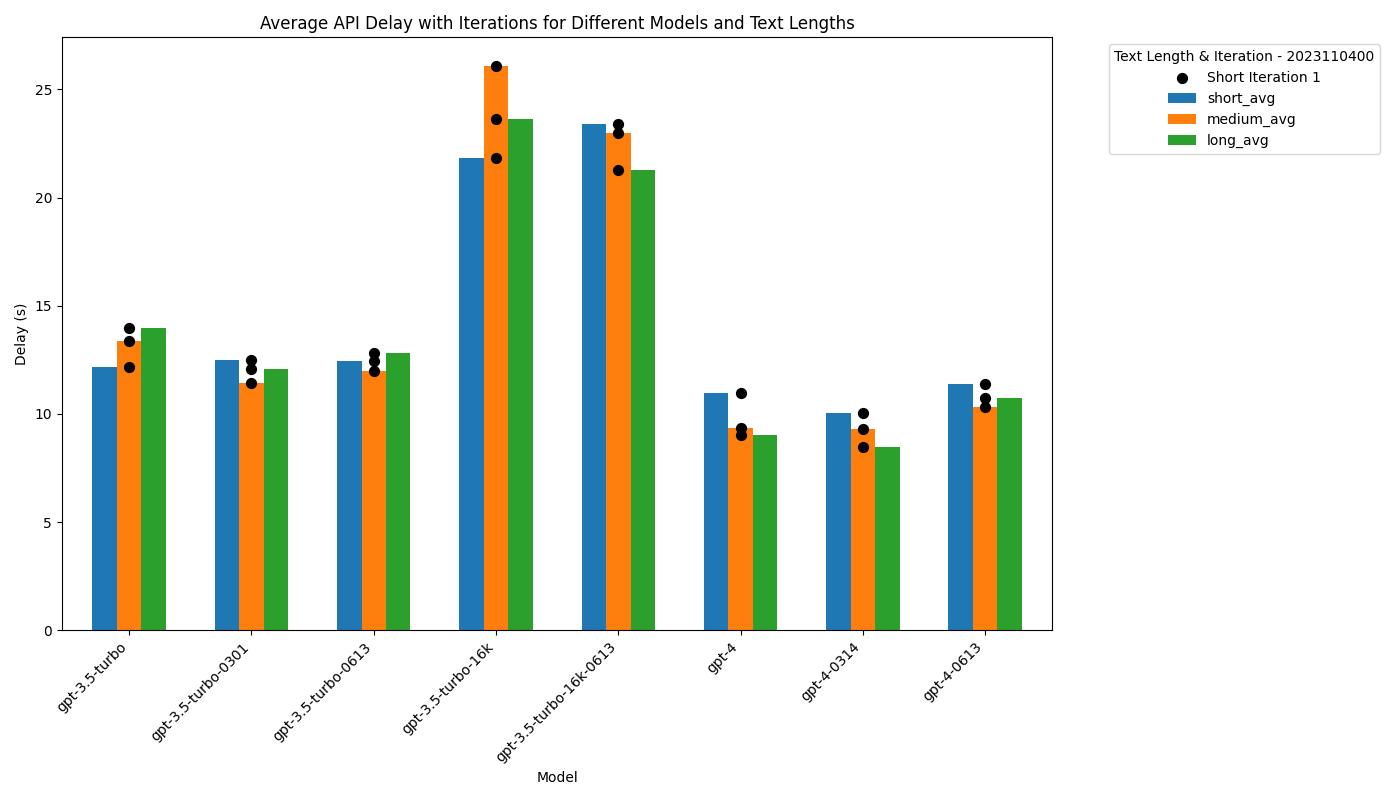 Average API Delay with Iterations for Different Models and Text Lengths
Text Length & Iteration - 2023110400
Short Iteration 1
short_avg
medium_avg
long_avg
Delay (s)
25
20
15
10
5
0
gpt-3.5-turbo
gpt-3.5-turbo-0301
gpt-3.5-turbo-0613
gpt-3.5-turbo-16k
gpt-3.5-turbo-16k-0613
gpt-4
gpt-4-0314
gpt-4-0613
Model